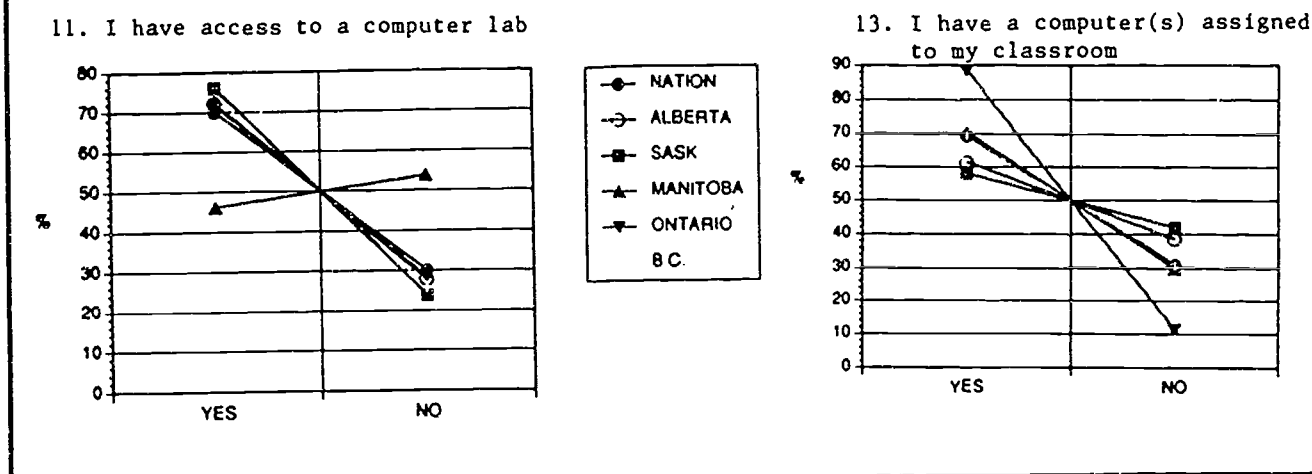 11. I have access to a computer lab
80
70
60
50
40
30
20
10
0
%
YES
NO
NATION
ALBERTA
SASK
MANITOBA
ONTARIO
B C.
13. I have a computer(s) assigned
to my classroom
90
80
70
60
50
40
30
20
10
0
%
YES
NO